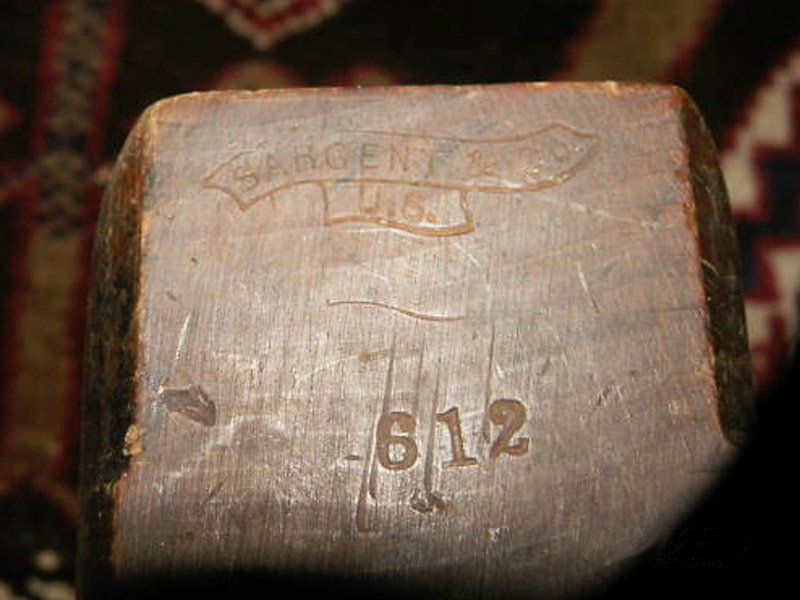 SARGENT & Co
U.S.
612